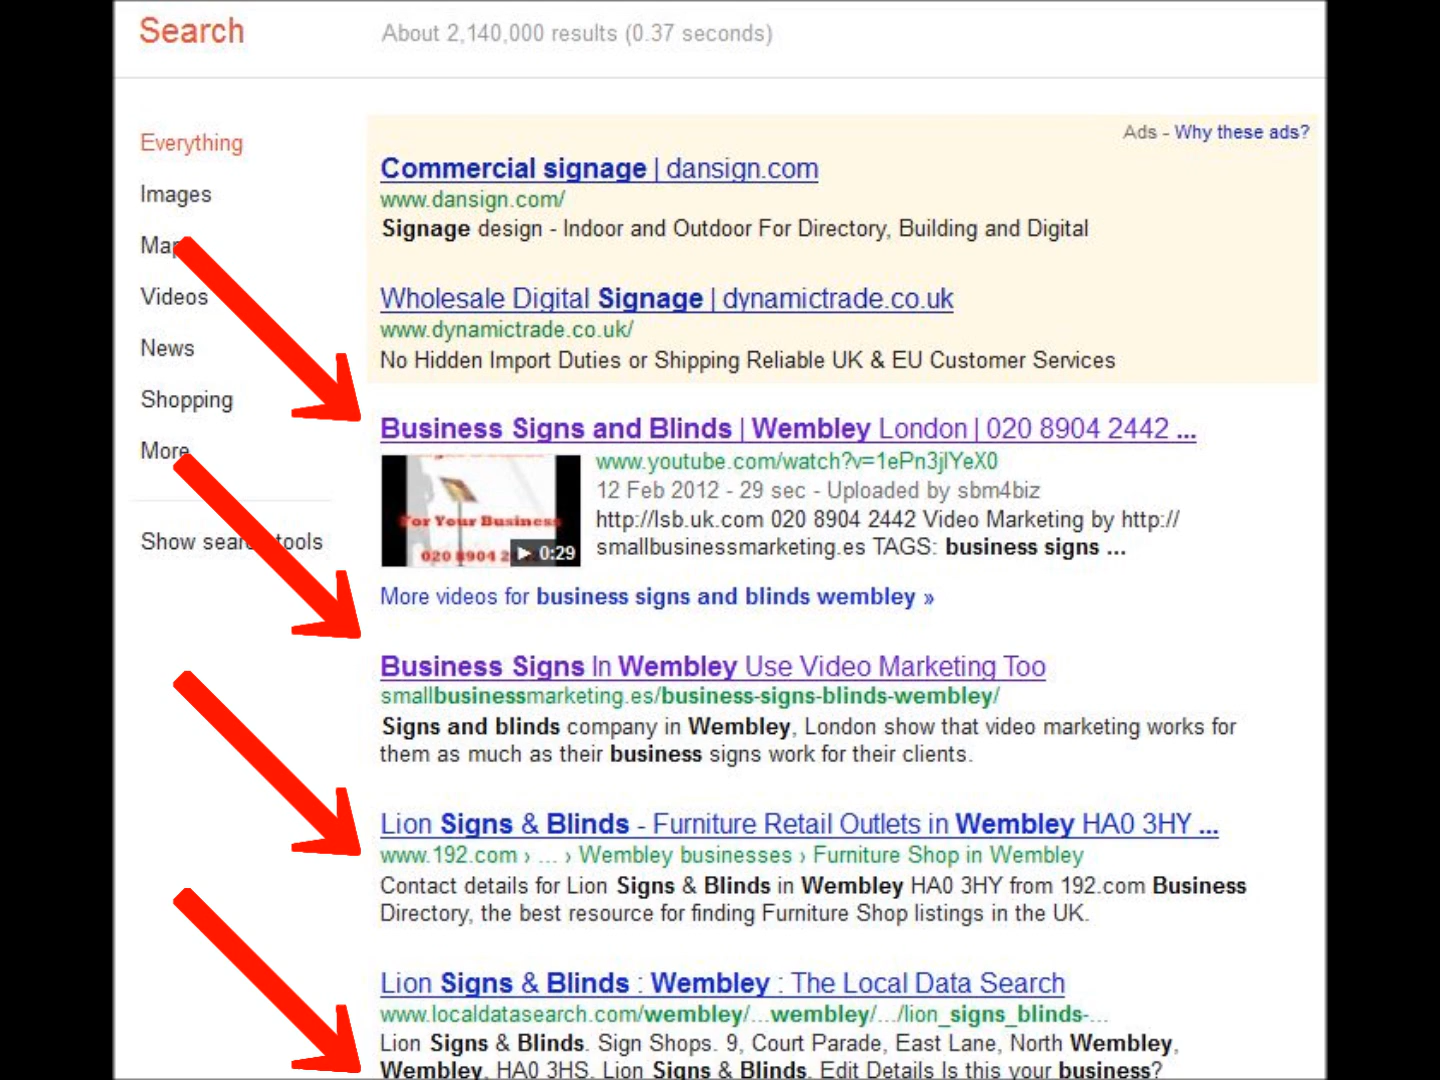 Search
About 2,140,000 results (0.37 seconds)
Everything
Images
Map
Videos
News
Shopping
More
Show search tools
Ads - Why these ads?
Commercial signage | dansign.com
www.dansign.com/
Signage design - Indoor and Outdoor For Directory, Building and Digital
Wholesale Digital Signage | dynamictrade.co.uk
www.dynamictrade.co.uk/
No Hidden Import Duties or Shipping Reliable UK & EU Customer Services
Business Signs and Blinds | Wembley London | 020 8904 2442 ...
For Your Business
020 8904 2
0:29
www.youtube.com/watch?v=1ePn3jlYeX0
12 Feb 2012 - 29 sec - Uploaded by sbm4biz
http://lsb.uk.com 020 8904 2442 Video Marketing by http://
smallbusinessmarketing.es TAGS: business signs ...
More videos for business signs and blinds wembley »
Business Signs In Wembley Use Video Marketing Too
smallbusinessmarketing.es/business-signs-blinds-wembley/
Signs and blinds company in Wembley, London show that video marketing works for
them as much as their business signs work for their clients.
Lion Signs & Blinds - Furniture Retail Outlets in Wembley HA0 3HY ...
www.192.com › ... › Wembley businesses › Furniture Shop in Wembley
Contact details for Lion Signs & Blinds in Wembley HA0 3HY from 192.com Business
Directory, the best resource for finding Furniture Shop listings in the UK.
Lion Signs & Blinds : Wembley : The Local Data Search
www.localdatasearch.com/wembley/...wembley/.../lion_signs_blinds-...
Lion Signs & Blinds. Sign Shops. 9, Court Parade, East Lane, North Wembley,
Wembley, HA0 3HS. Lion Signs & Blinds. Edit Details Is this your business?